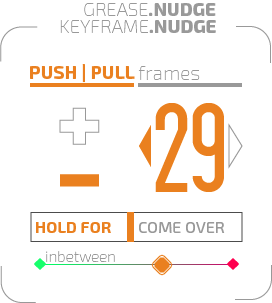 GREASE.NUDGE
KEYFRAME.NUDGE
PUSH | PULL frames
29
HOLD FOR COME OVER
inbetween